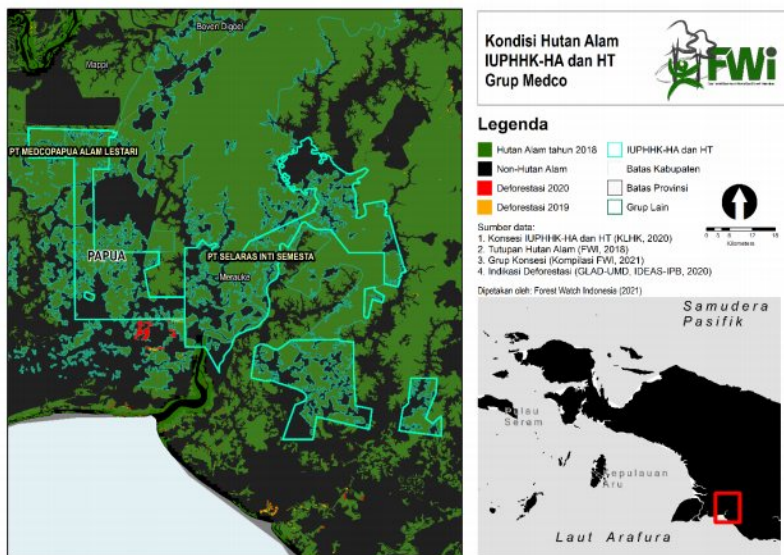 Boven Digoel
Mappi
PT MEDCOPAPUA ALAM LESTARI
PAPUA
PT SELARAS INTI SEMESTA
Merauke
Kondisi Hutan Alam
IUPHHK-HA dan HT
Grup Medco
FWi
Legenda
Hutan Alam tahun 2018
Non-Hutan Alam
Deforestasi 2020
Deforestasi 2019
IUPHHK-HA dan HT
Batas Kabupaten
Batas Provinsi
Grup Lain
Kilometers
Sumber data:
1. Konsesi IUPHHK-HA dan HT (KLHK, 2020)
2. Tutupan Hutan Alam (FWI, 2018)
3. Grup Konsesi (Kompilasi FWI, 2021)
4. Indikasi Deforestasi (GLAD-UMD, IDEAS-IPB, 2020)
Dipetakan oleh: Forest Watch Indonesia (2021)
Samudera
Pasifik
Pulau
Seram
Kepulauan
Aru
Laut Arafura